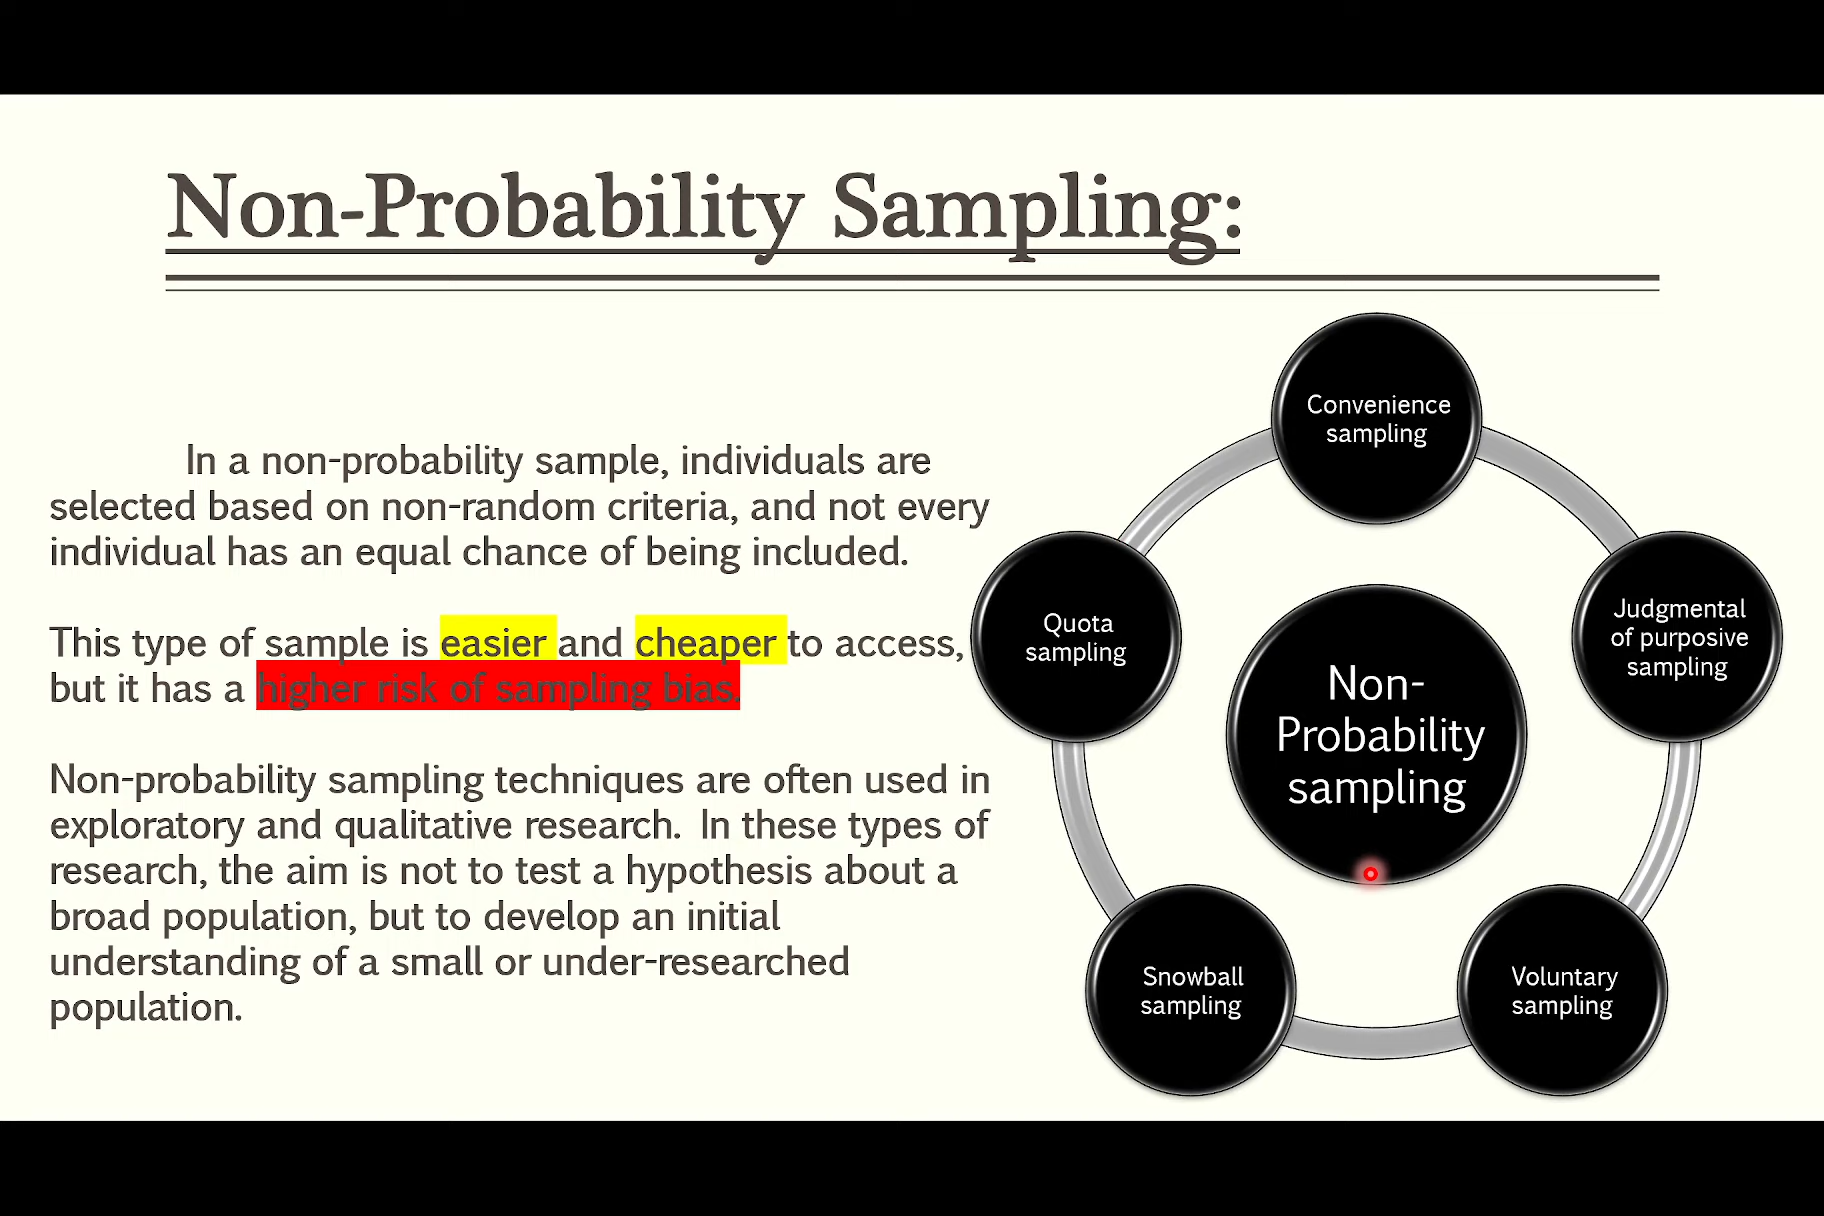 Non-Probability Sampling:
In a non-probability sample, individuals are
selected based on non-random criteria, and not every
individual has an equal chance of being included.
This type of sample is easier and cheaper to access,
but it has a higher risk of sampling bias.
Non-probability sampling techniques are often used in
exploratory and qualitative research. In these types of
research, the aim is not to test a hypothesis about a
broad population, but to develop an initial
understanding of a small or under-researched
population.
Convenience
sampling
Judgmental
of purposive
sampling
Voluntary
sampling
Snowball
sampling
Quota
sampling
Non-
Probability
sampling